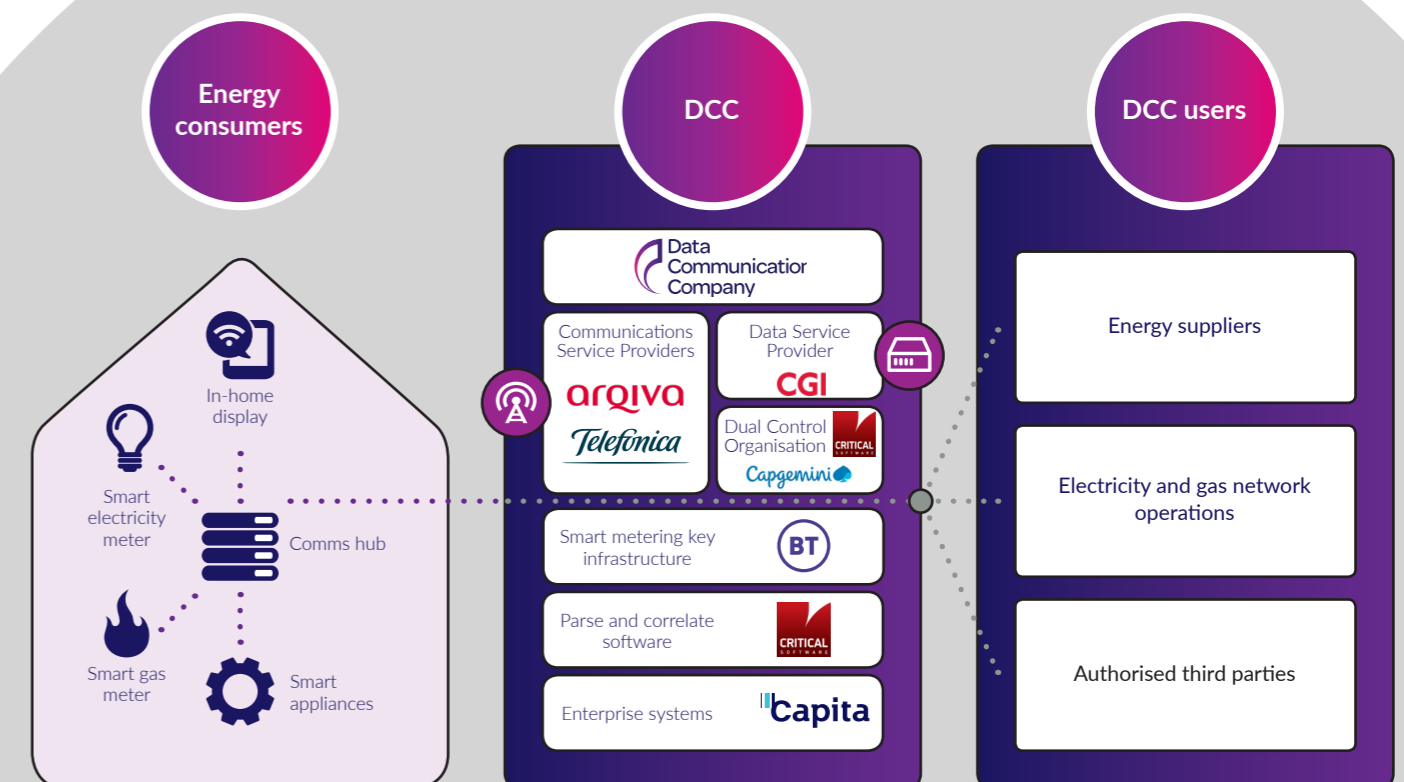 Energy
consumers
DCC
DCC users
In-home
display
Smart
electricity
meter
Comms hub
Smart gas
meter
Smart
appliances
Data
Communicatior
Company
Communications
Service Providers
arqiva
Telefónica
Data Service
Provider
CGI
Dual Control
Organisation
CRITICAL
SOFTWARE
Capgemini
Smart metering key
infrastructure
BT
Parse and correlate
software
CRITICAL
SOFTWARE
Enterprise systems
Capita
Energy suppliers
Electricity and gas network
operations
Authorised third parties